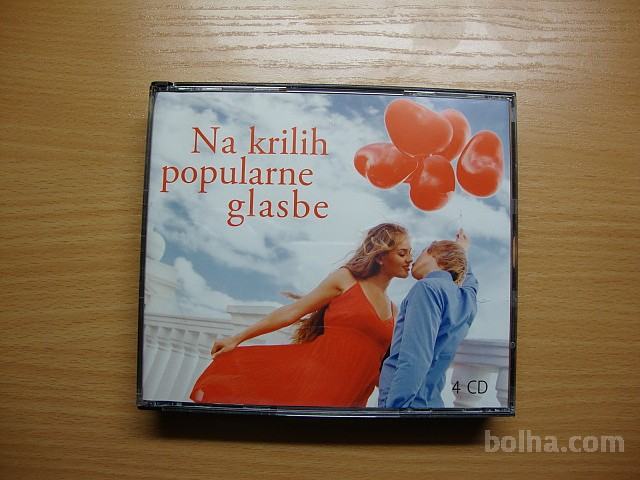 Na krilih
popularne
glasbe
4 CD
bolha.com